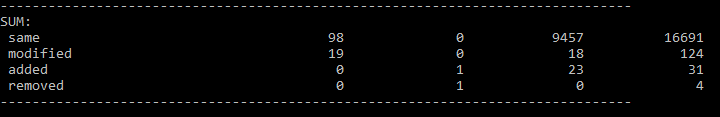 -------------------------------------------------------------------------------
SUM:
same 98 0 9457 16691
modified 19 0 18 124
added 0 1 23 31
removed 0 1 0 4
-------------------------------------------------------------------------------